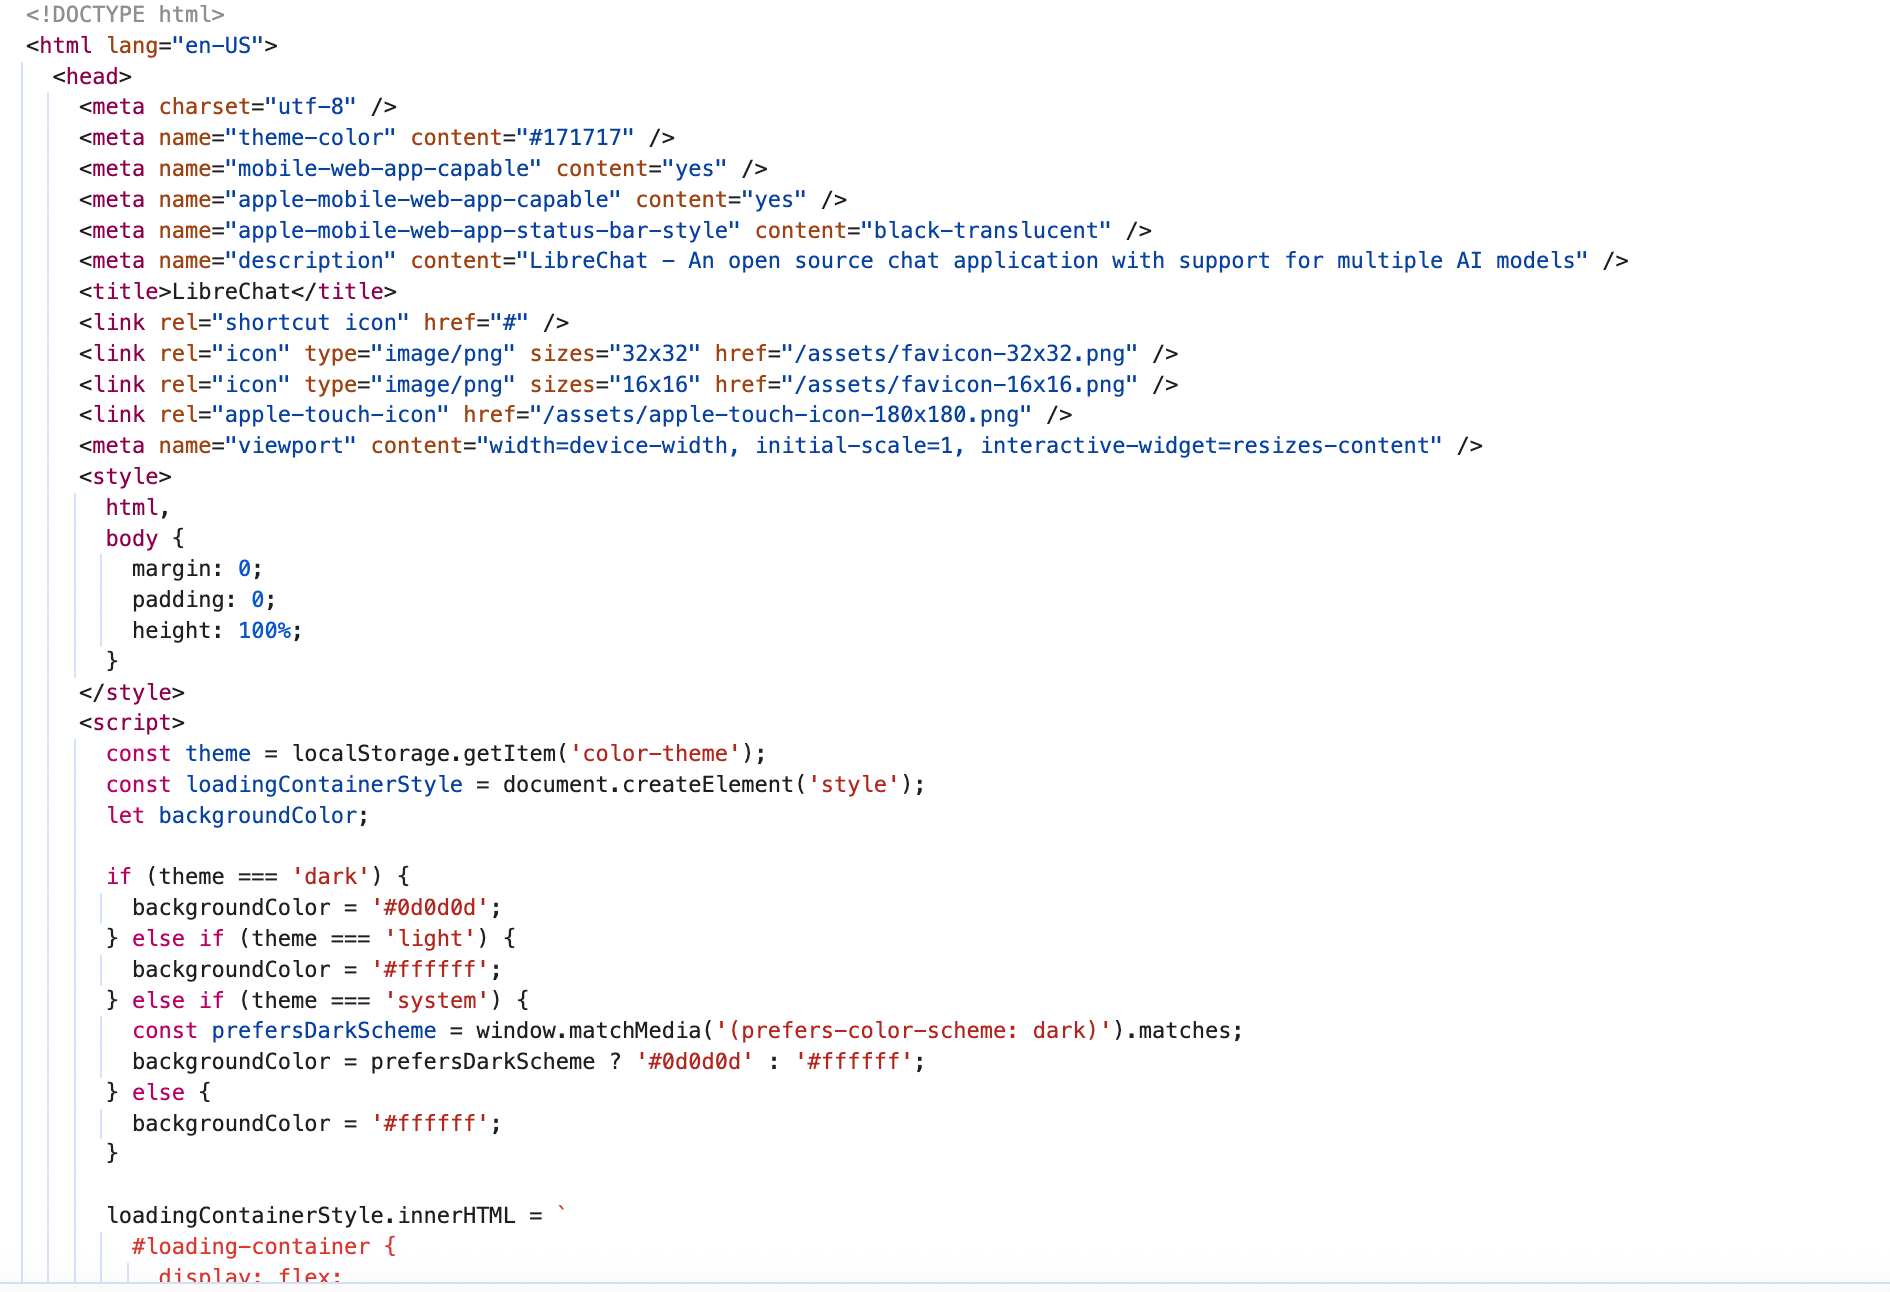 <!DOCTYPE html>
<html lang="en-US">
  <head>
    <meta charset="utf-8" />
    <meta name="theme-color" content="#171717" />
    <meta name="mobile-web-app-capable" content="yes" />
    <meta name="apple-mobile-web-app-capable" content="yes" />
    <meta name="apple-mobile-web-app-status-bar-style" content="black-translucent" />
    <meta name="description" content="LibreChat - An open source chat application with support for multiple AI models" />
    <title>LibreChat</title>
    <link rel="shortcut icon" href="#" />
    <link rel="icon" type="image/png" sizes="32x32" href="/assets/favicon-32x32.png" />
    <link rel="icon" type="image/png" sizes="16x16" href="/assets/favicon-16x16.png" />
    <link rel="apple-touch-icon" href="/assets/apple-touch-icon-180x180.png" />
    <meta name="viewport" content="width=device-width, initial-scale=1, interactive-widget=resizes-content" />
    <style>
      html,
      body {
        margin: 0;
        padding: 0;
        height: 100%;
      }
    </style>
    <script>
      const theme = localStorage.getItem('color-theme');
      const loadingContainerStyle = document.createElement('style');
      let backgroundColor;

      if (theme === 'dark') {
        backgroundColor = '#0d0d0d';
      } else if (theme === 'light') {
        backgroundColor = '#ffffff';
      } else if (theme === 'system') {
        const prefersDarkScheme = window.matchMedia('(prefers-color-scheme: dark)').matches;
        backgroundColor = prefersDarkScheme ? '#0d0d0d' : '#ffffff';
      } else {
        backgroundColor = '#ffffff';
      }

      loadingContainerStyle.innerHTML = `
        #loading-container {
          display: flex;